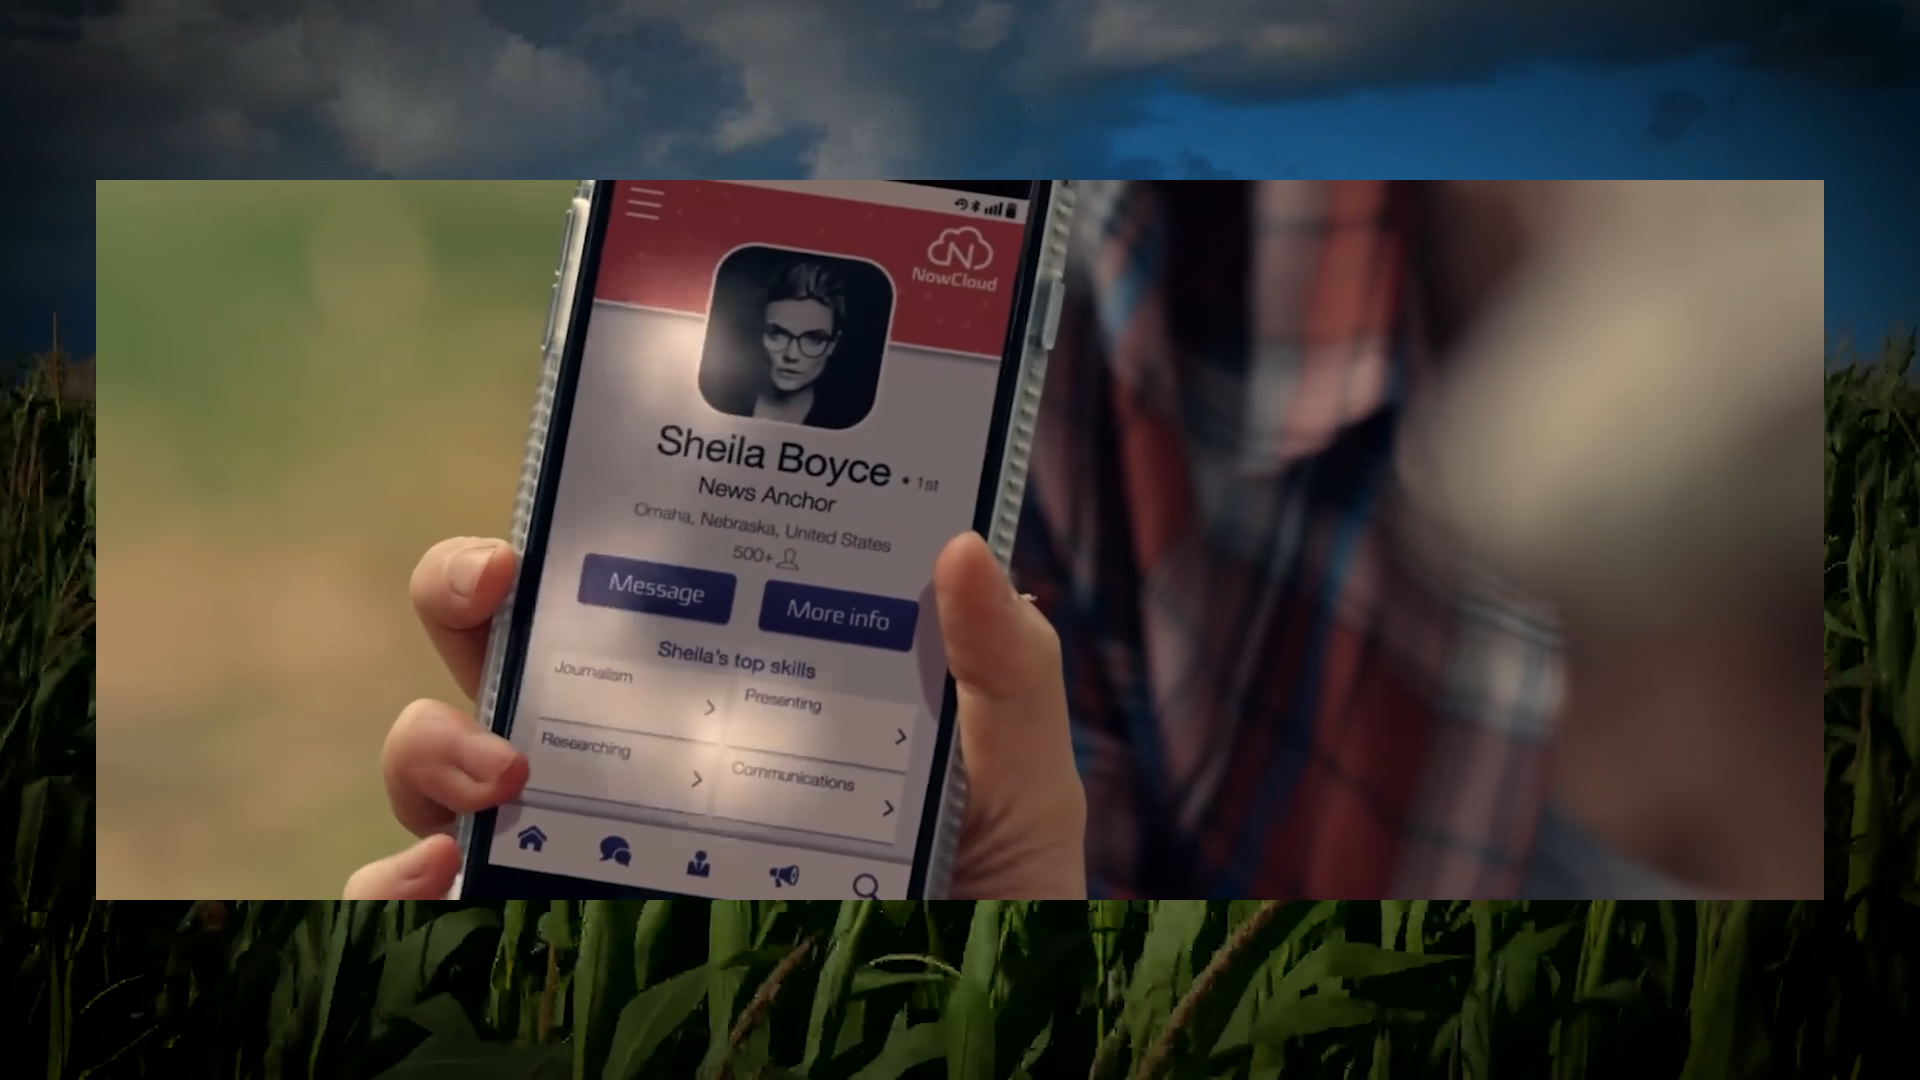 NowCloud
Sheila Boyce • 1st
News Anchor
Omaha, Nebraska, United States
500+
Message
More info
Sheila's top skills
Journalism
Presenting
Researching
Communications